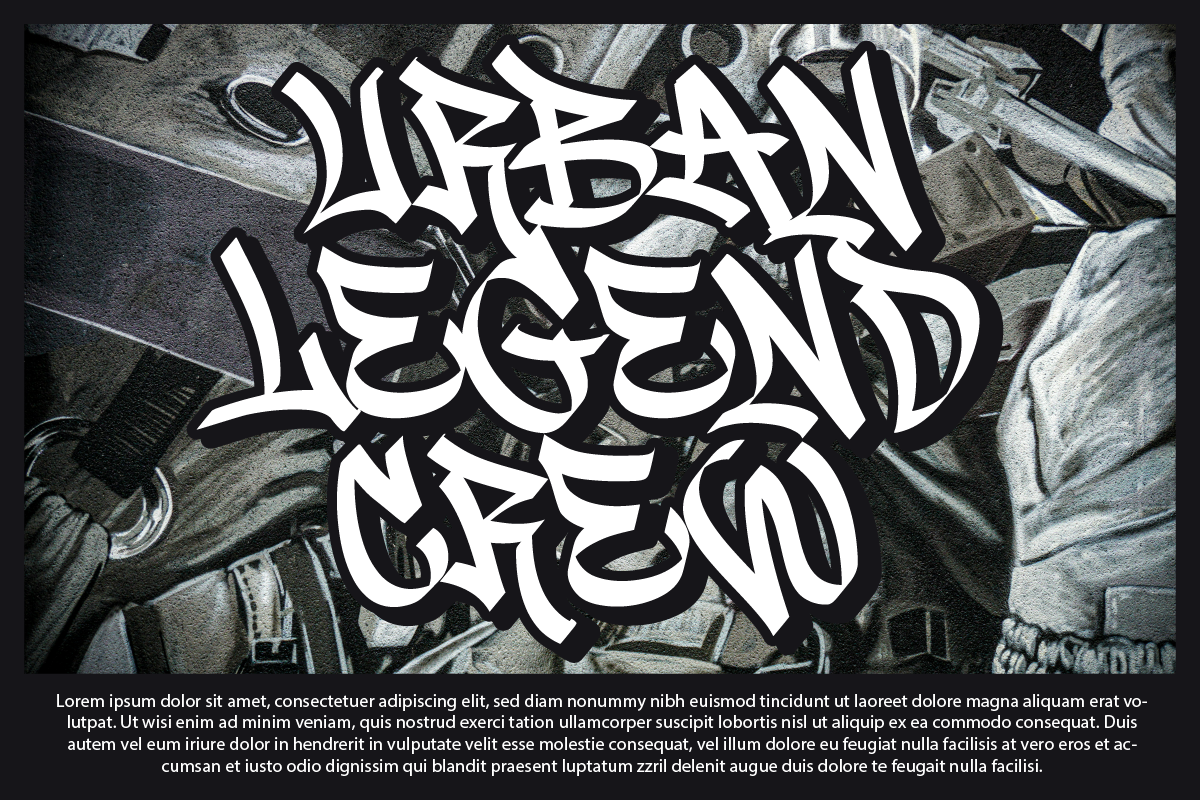 URBAN
LEGEND
CREW
Lorem ipsum dolor sit amet, consectetuer adipiscing elit, sed diam nonummy nibh euismod tincidunt ut laoreet dolore magna aliquam erat vo-
lutpat. Ut wisi enim ad minim veniam, quis nostrud exerci tation ullamcorper suscipit lobortis nisl ut aliquip ex ea commodo consequat. Duis
autem vel eum iriure dolor in hendrerit in vulputate velit esse molestie consequat, vel illum dolore eu feugiat nulla facilisis at vero eros et ac-
cumsan et iusto odio dignissim qui blandit praesent luptatum zzril delenit augue duis dolore te feugait nulla facilisi.